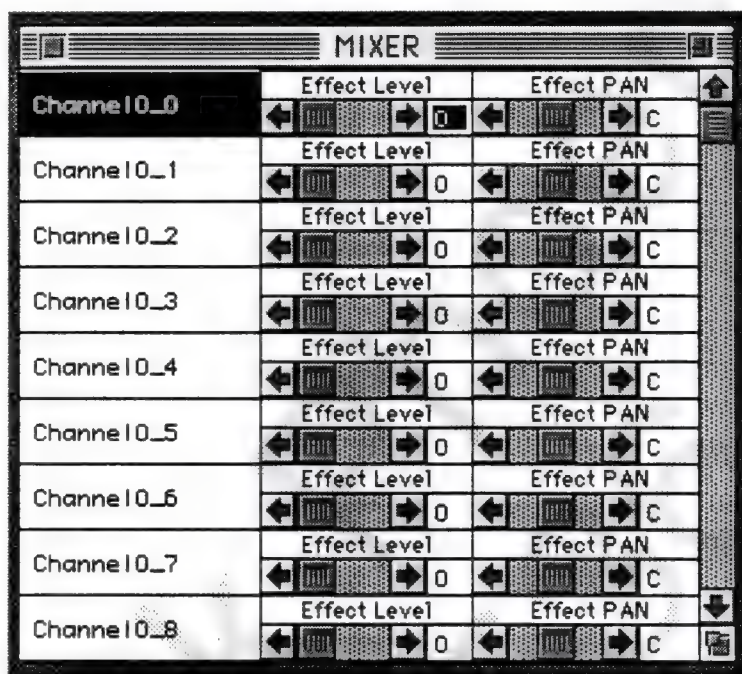 MIXER
Effect Level Effect PAN
Channel0_0 0 C
Effect Level Effect PAN
Channel0_1 0 C
Effect Level Effect PAN
Channel0_2 0 C
Effect Level Effect PAN
Channel0_3 0 C
Effect Level Effect PAN
Channel0_4 0 C
Effect Level Effect PAN
Channel0_5 0 C
Effect Level Effect PAN
Channel0_6 0 C
Effect Level Effect PAN
Channel0_7 0 C
Effect Level Effect PAN
Channel0_8 0 C